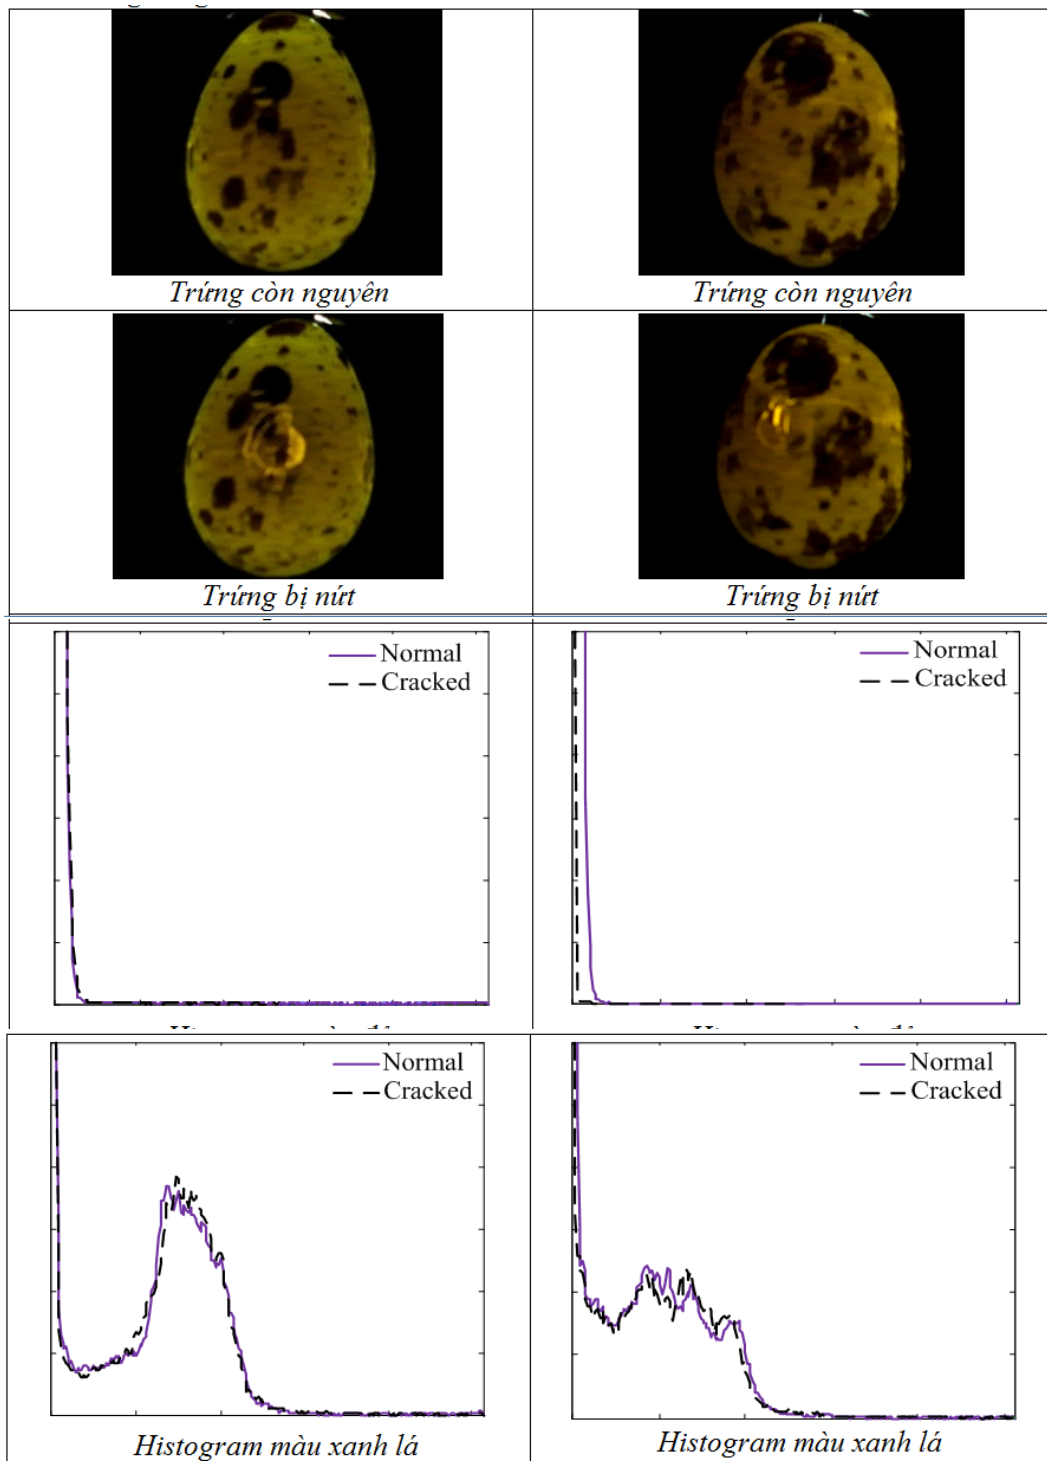 Trứng còn nguyên
Trứng còn nguyên
Trứng bị nứt
Trứng bị nứt
Normal
Cracked
Normal
Cracked
Normal
Cracked
Normal
Cracked
Histogram màu xanh lá
Histogram màu xanh lá